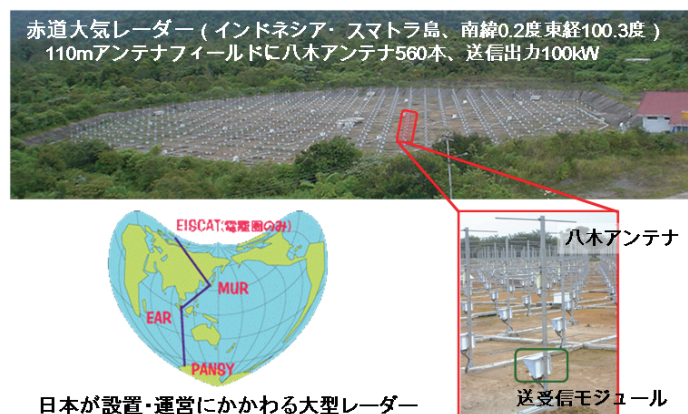 赤道大気レーダー(インドネシア・スマトラ島、南緯0.2度東経100.3度)
110mアンテナフィールドに八木アンテナ560本、送信出力100kW
EISCAT(電離圏のみ)
MUR
EAR
PANSY
日本が設置・運営にかかわる大型レーダー
八木アンテナ
送受信モジュール